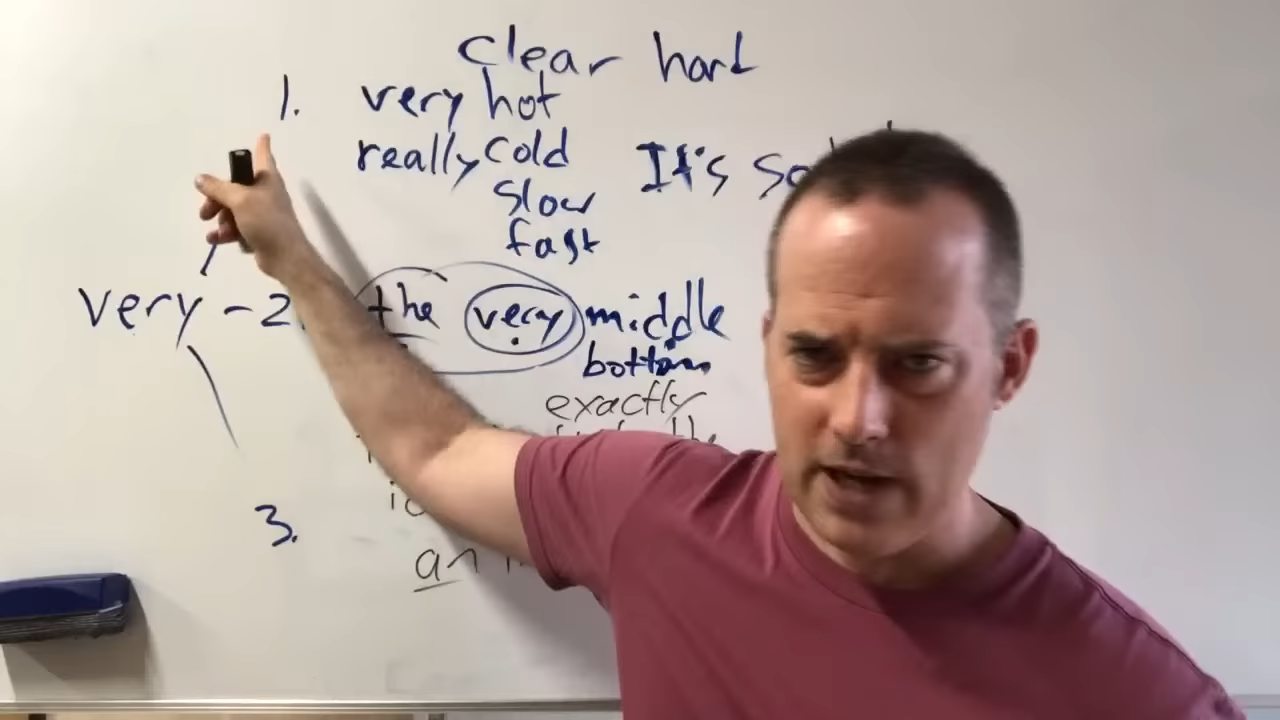 clear hard
1. very hot
really cold It's
slow
fast
very - 2. the very middle
bottom
exactly
the
3.
an